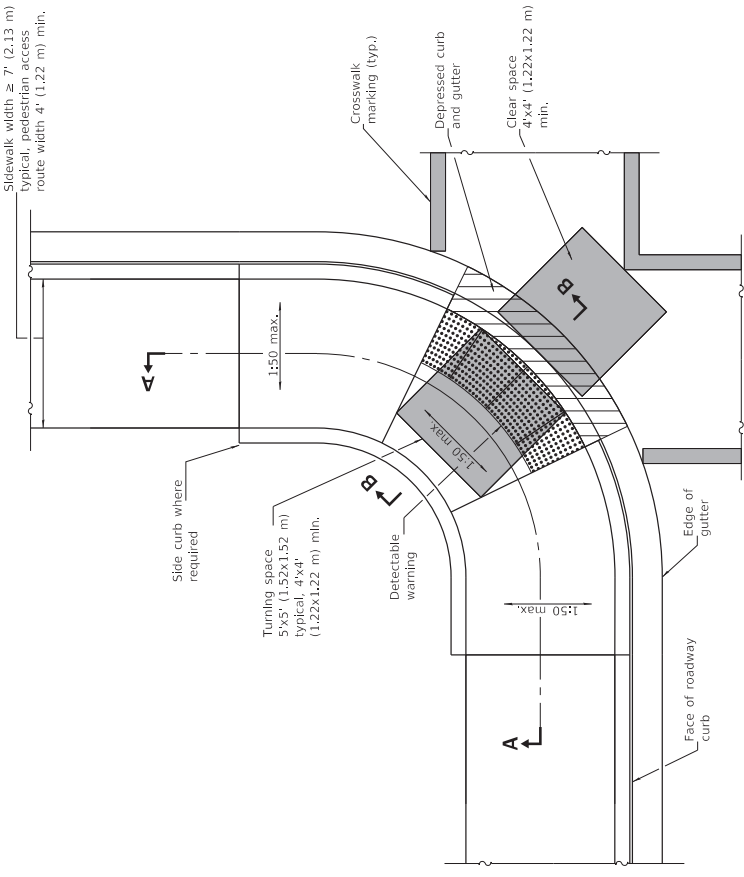 Sidewalk width ≥ 7' (2.13 m)
typical, pedestrian access
route width 4' (1.22 m) min.
Crosswalk
marking (typ.)
Depressed curb
and gutter
Clear space
4'x4' (1.22x1.22 m)
min.
A
1:50 max.
B
Side curb where
required
Turning space
5'x5' (1.52x1.52 m)
typical, 4'x4'
(1.22x1.22 m) min.
1:50 max.
B
Detectable
warning
Edge of
gutter
1:50 max.
A
Face of roadway
curb